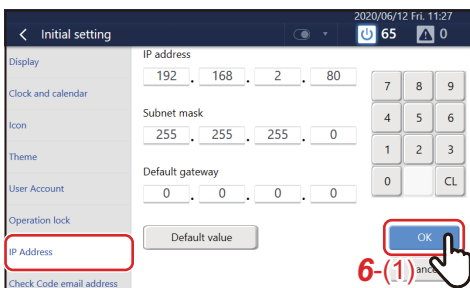 2020/06/12 Fri. 11:27
Initial setting
65
0
Display
Clock and calendar
Icon
Theme
User Account
Operation lock
IP Address
Check Code email address
IP address
192 . 168 . 2 . 80
Subnet mask
255 . 255 . 255 . 0
Default gateway
0 . 0 . 0 . 0
Default value
7 8 9
4 5 6
1 2 3
0 CL
OK
6-(1)